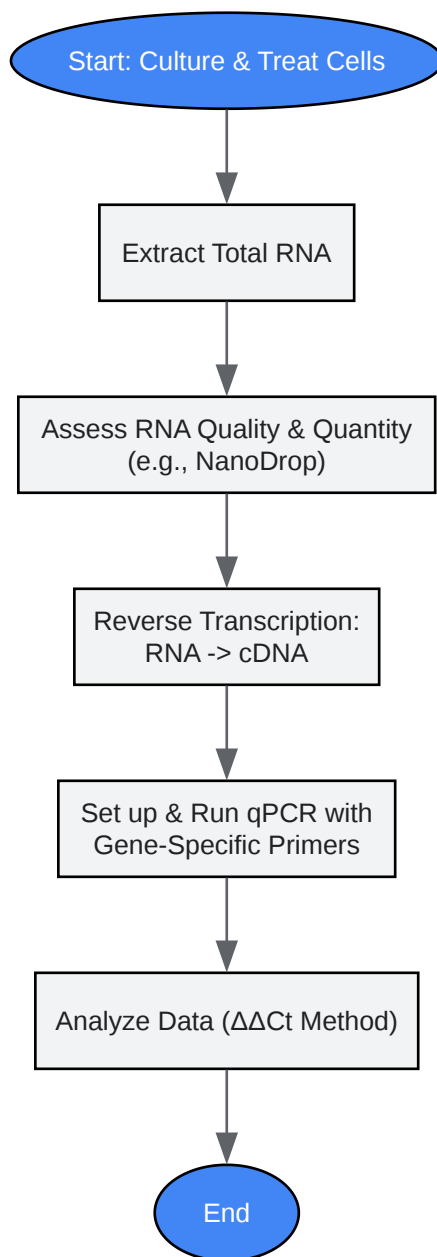 Start: Culture & Treat Cells
Extract Total RNA
Assess RNA Quality & Quantity
(e.g., NanoDrop)
Reverse Transcription:
RNA -> cDNA
Set up & Run qPCR with
Gene-Specific Primers
Analyze Data (ΔΔCt Method)
End